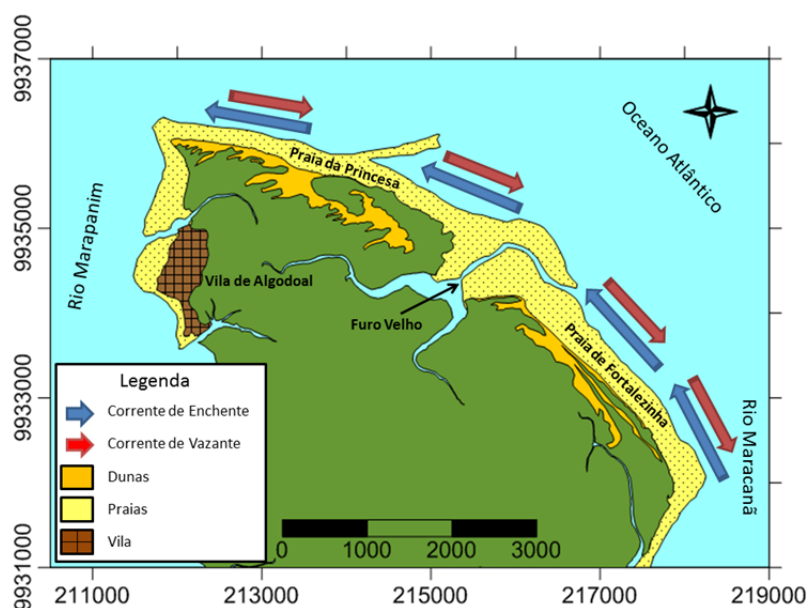 9937000
9935000
9933000
9931000
Oceano Atlântico
Praia da Princesa
Rio Marapanim
Vila de Algodoal
Furo Velho
Praia de Fortalezinha
Rio Maracanã
Legenda
Corrente de Enchente
Corrente de Vazante
Dunas
Praias
Vila
0 1000 2000 3000
211000 213000 215000 217000 219000